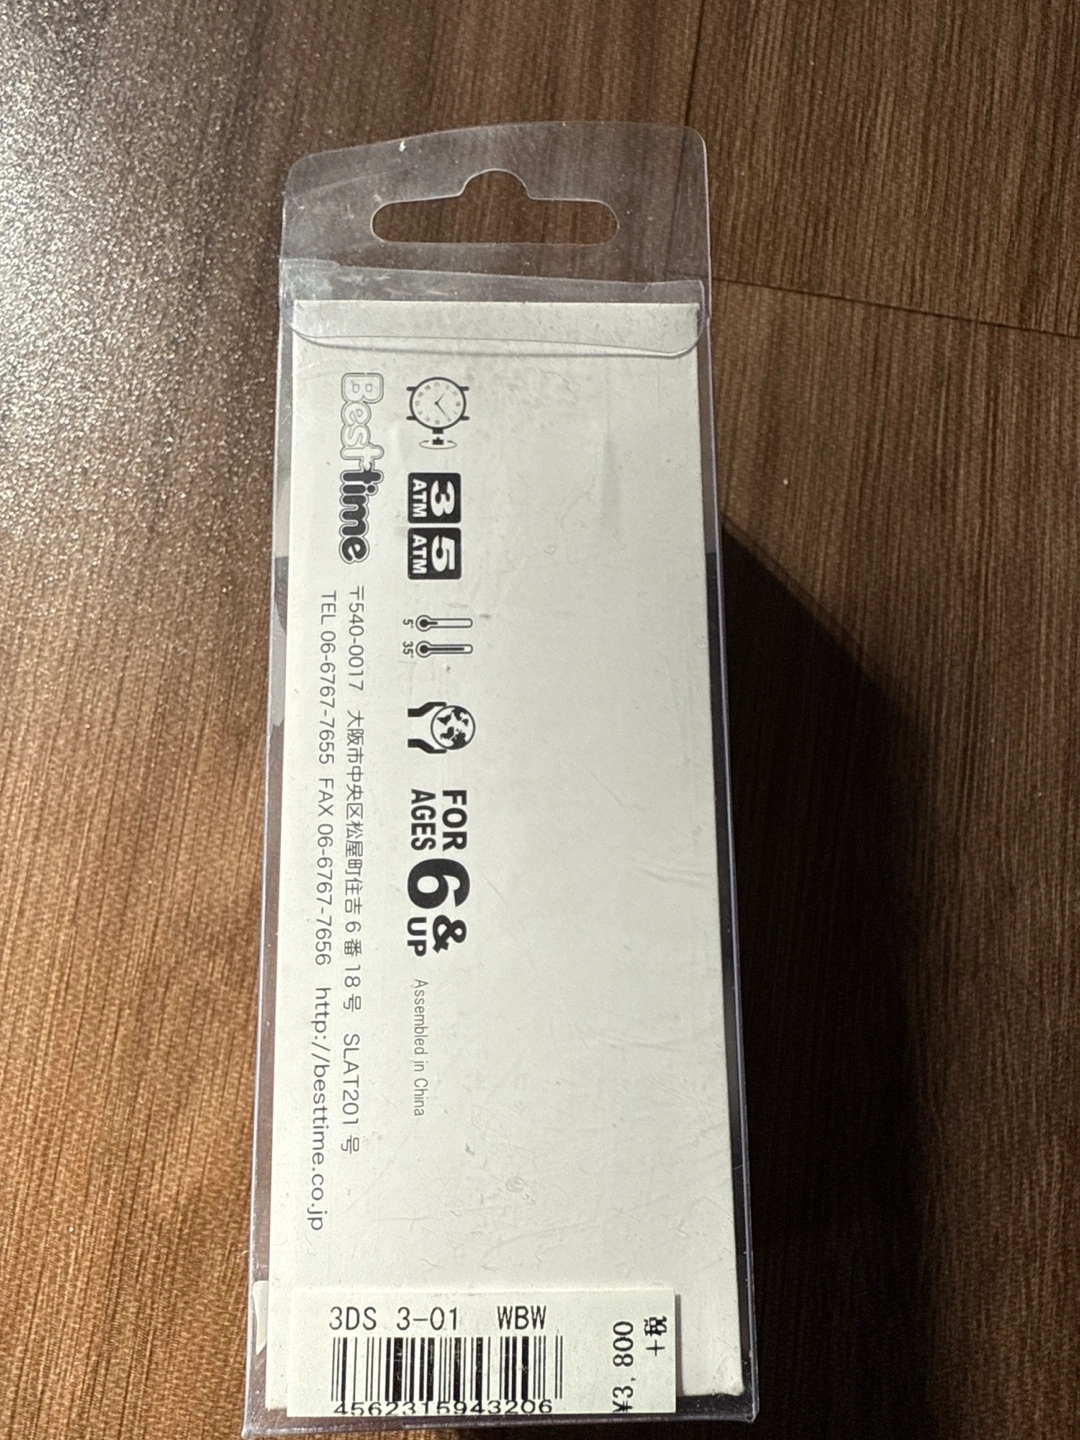 3
ATM
5
ATM
5°
35°
FOR
AGES
6 &
UP
Assembled in China
Besttime
〒540-0017 大阪市中央区松屋町住吉6番18号 SLAT201号
TEL 06-6767-7655 FAX 06-6767-7656 http://besttime.co.jp
3DS 3-01 WBW
4562315943206
¥3,800
+税